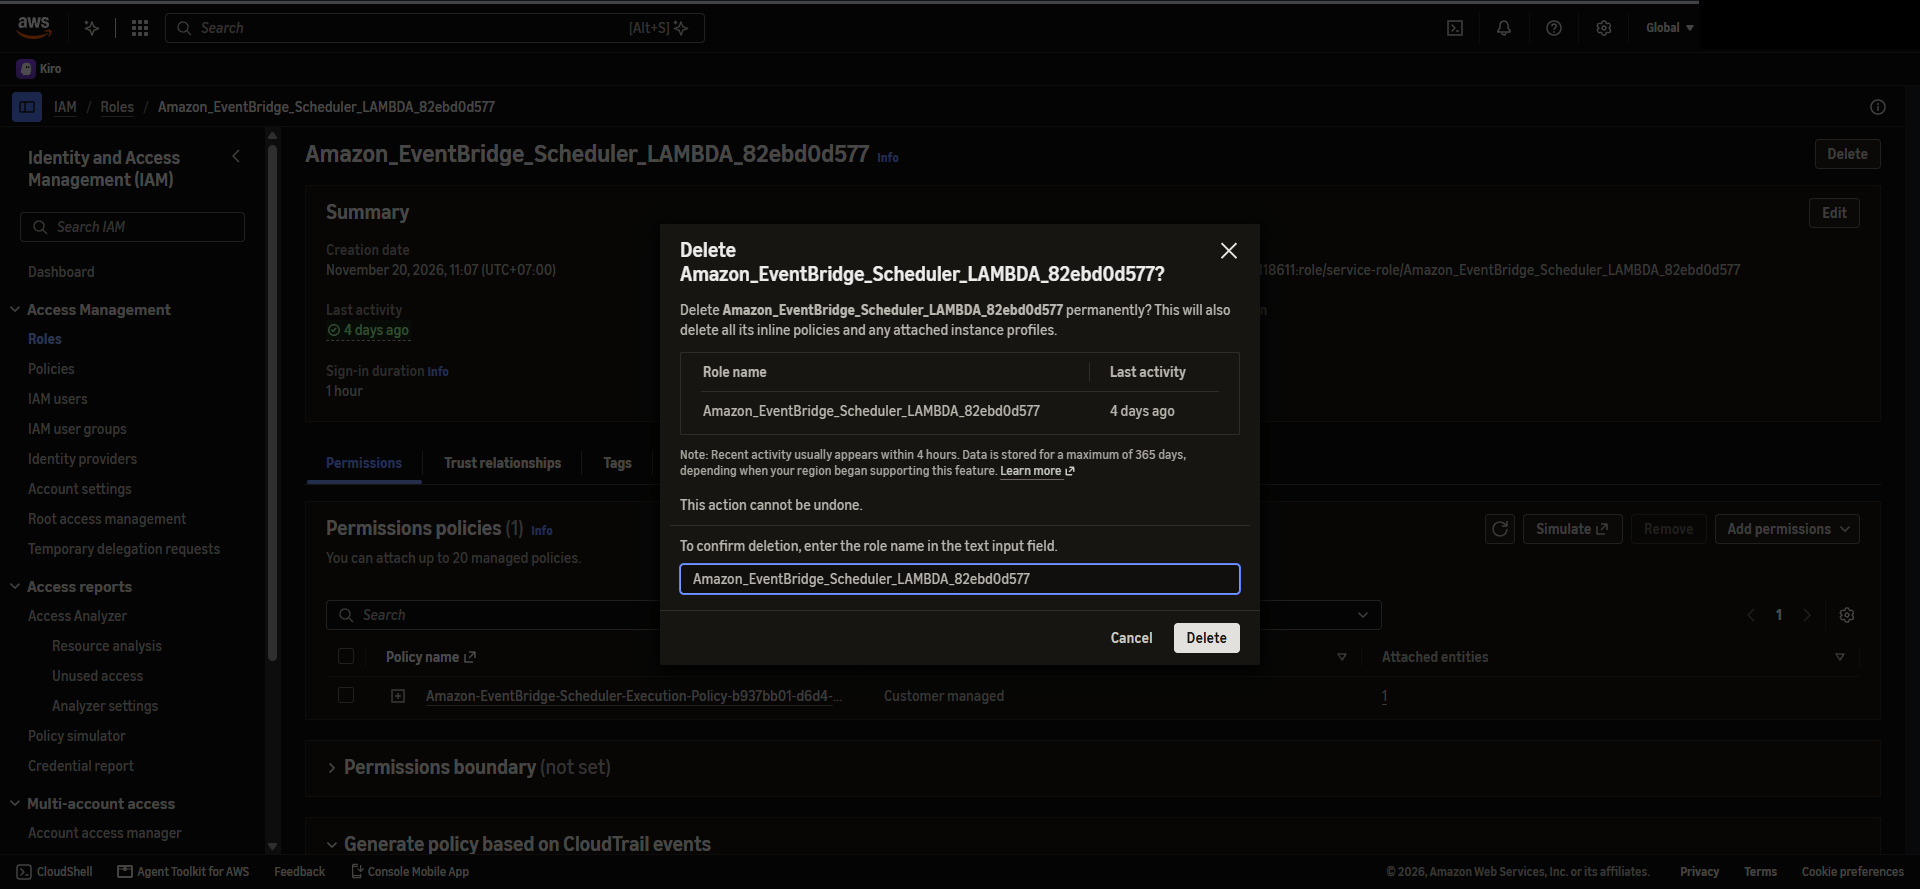 aws
Search
[Alt+S]
Global
Kiro
IAM / Roles / Amazon_EventBridge_Scheduler_LAMBDA_82ebd0d577
Identity and Access
Management (IAM)
Search IAM
Dashboard
Access Management
Roles
Policies
IAM users
IAM user groups
Identity providers
Account settings
Root access management
Temporary delegation requests
Access reports
Access Analyzer
Resource analysis
Unused access
Analyzer settings
Policy simulator
Credential report
Multi-account access
Account access manager
Amazon_EventBridge_Scheduler_LAMBDA_82ebd0d577 Info
Delete
Summary
Edit
Creation date
November 20, 2026, 11:07 (UTC+07:00)
18611:role/service-role/Amazon_EventBridge_Scheduler_LAMBDA_82ebd0d577
Last activity
4 days ago
Sign-in duration Info
1 hour
Permissions
Trust relationships
Tags
Permissions policies (1) Info
You can attach up to 20 managed policies.
Simulate
Remove
Add permissions
Search
1
Policy name
Attached entities
Amazon-EventBridge-Scheduler-Execution-Policy-b937bb01-d6d4-...
Customer managed
1
Permissions boundary (not set)
Generate policy based on CloudTrail events
Delete
Amazon_EventBridge_Scheduler_LAMBDA_82ebd0d577?
Delete Amazon_EventBridge_Scheduler_LAMBDA_82ebd0d577 permanently? This will also
delete all its inline policies and any attached instance profiles.
Role name
Last activity
Amazon_EventBridge_Scheduler_LAMBDA_82ebd0d577
4 days ago
Note: Recent activity usually appears within 4 hours. Data is stored for a maximum of 365 days,
depending when your region began supporting this feature. Learn more
This action cannot be undone.
To confirm deletion, enter the role name in the text input field.
Amazon_EventBridge_Scheduler_LAMBDA_82ebd0d577
Cancel
Delete
CloudShell
Agent Toolkit for AWS
Feedback
Console Mobile App
© 2026, Amazon Web Services, Inc. or its affiliates.
Privacy
Terms
Cookie preferences